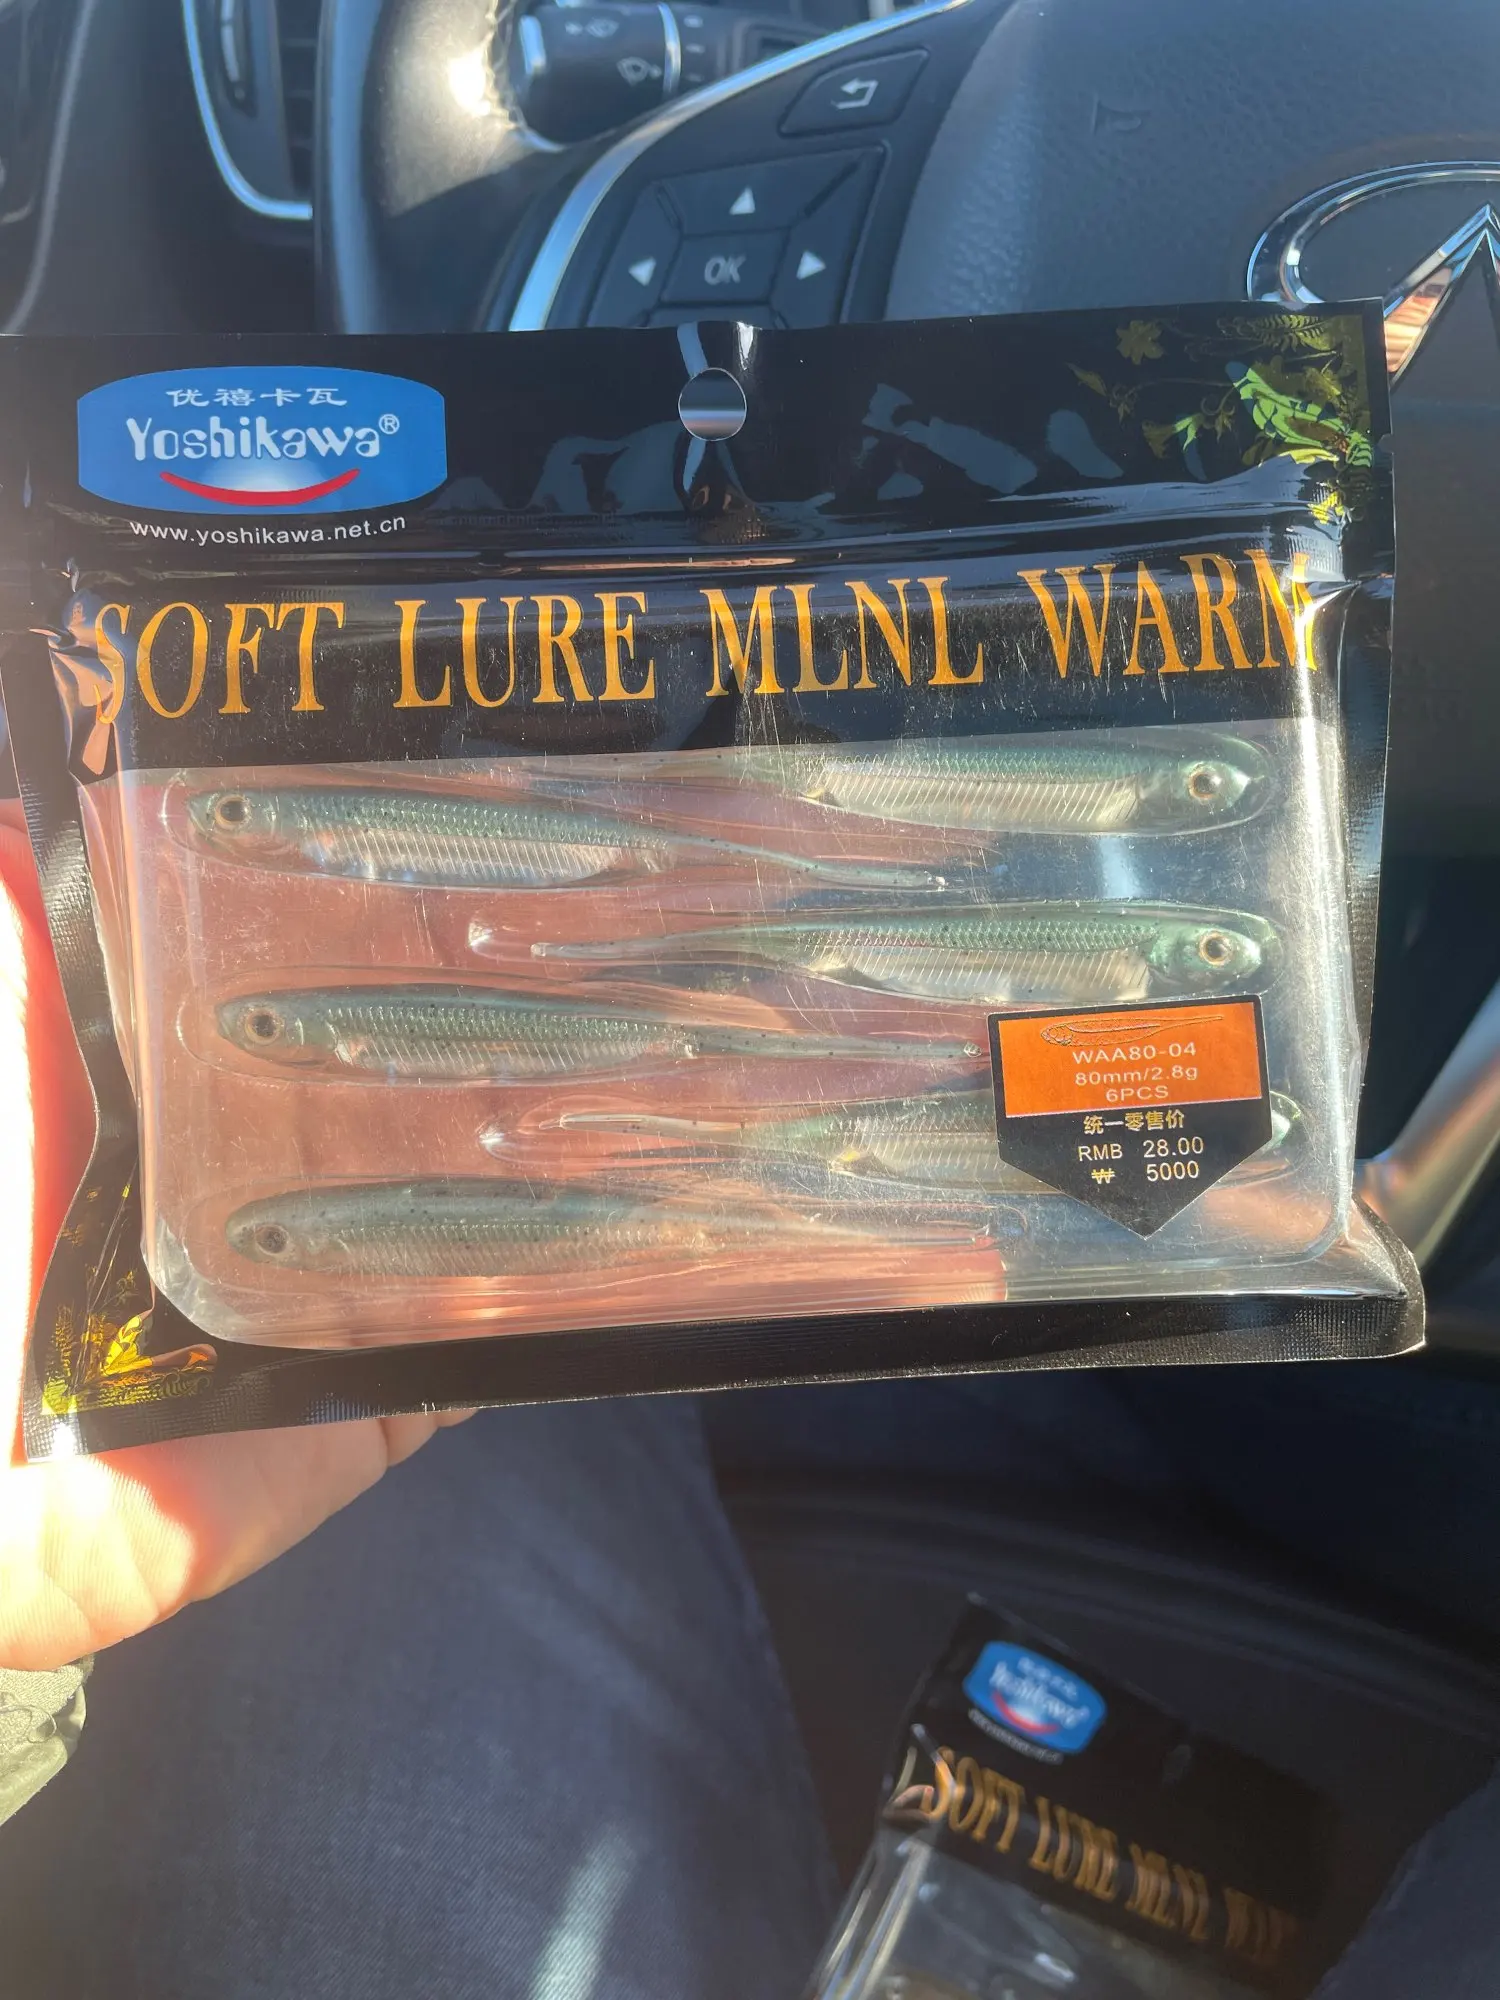 OK
优禧卡瓦
Yoshikawa®
www.yoshikawa.net.cn
SOFT LURE MLNL WARM
WAA80-04
80mm/2.8g
6PCS
统一零售价
RMB 28.00
₩ 5000
Yoshikawa®
SOFT LURE MLNL WAR